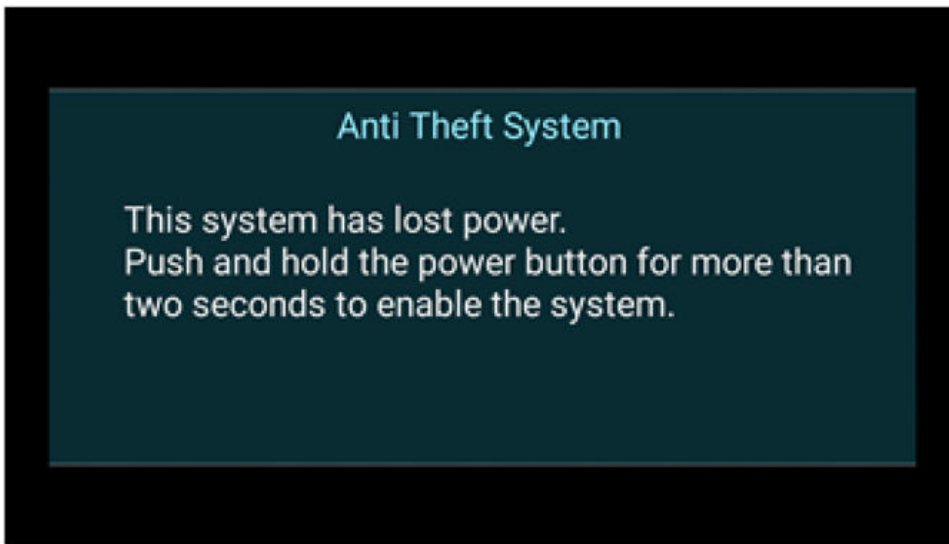 Anti Theft System
This system has lost power.
Push and hold the power button for more than
two seconds to enable the system.